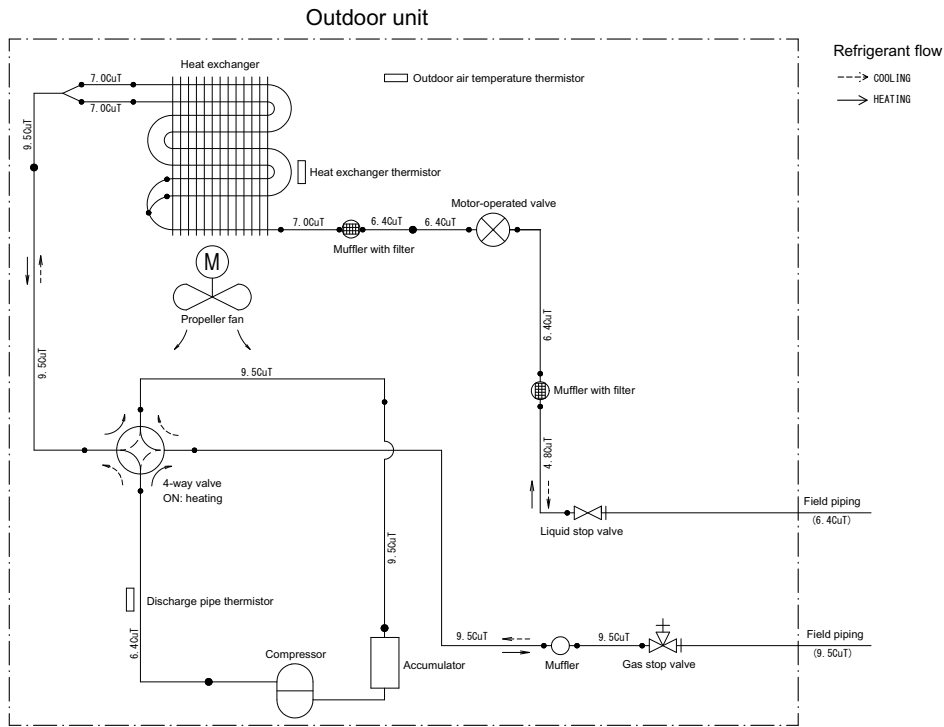 Outdoor unit
Refrigerant flow
COOLING
HEATING
Heat exchanger
Outdoor air temperature thermistor
7.0CuT
7.0CuT
9.5CuT
Heat exchanger thermistor
Motor-operated valve
7.0CuT
6.4CuT
6.4CuT
Muffler with filter
M
Propeller fan
6.4CuT
9.5CuT
9.5CuT
Muffler with filter
4.8CuT
4-way valve
ON: heating
Field piping
(6.4CuT)
Liquid stop valve
9.5CuT
Discharge pipe thermistor
6.4CuT
9.5CuT
9.5CuT
Field piping
(9.5CuT)
Compressor
Accumulator
Muffler
Gas stop valve